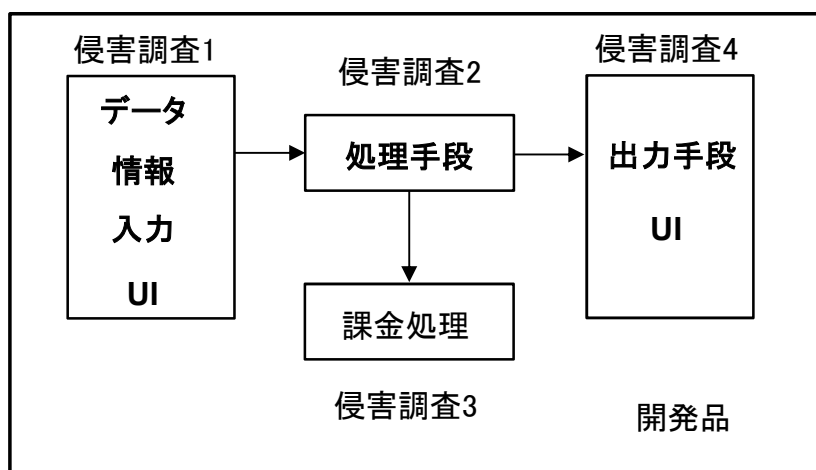 侵害調査1
データ
情報
入力
UI
侵害調査2
処理手段
課金処理
侵害調査3
侵害調査4
出力手段
UI
開発品